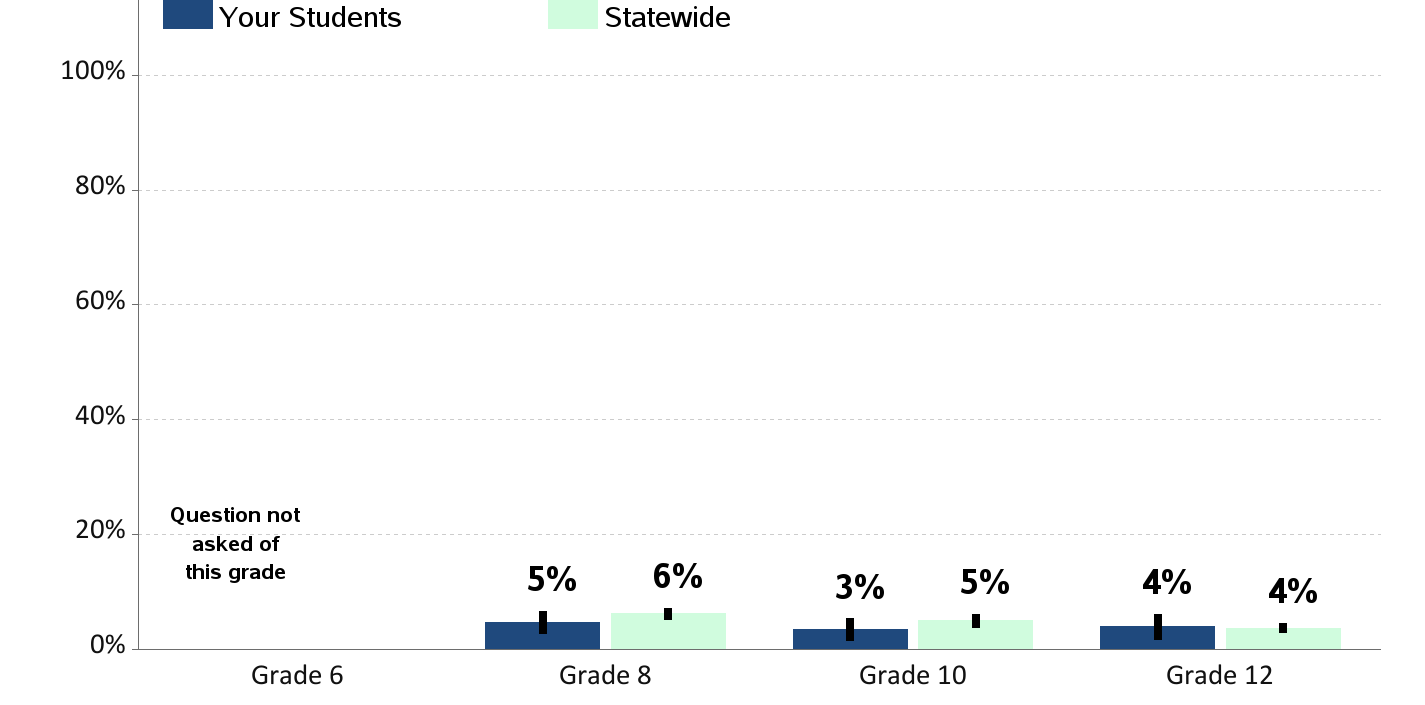 Your Students
Statewide
100%
80%
60%
40%
20%
0%
Question not
asked of
this grade
5%
6%
3%
5%
4%
4%
Grade 6
Grade 8
Grade 10
Grade 12